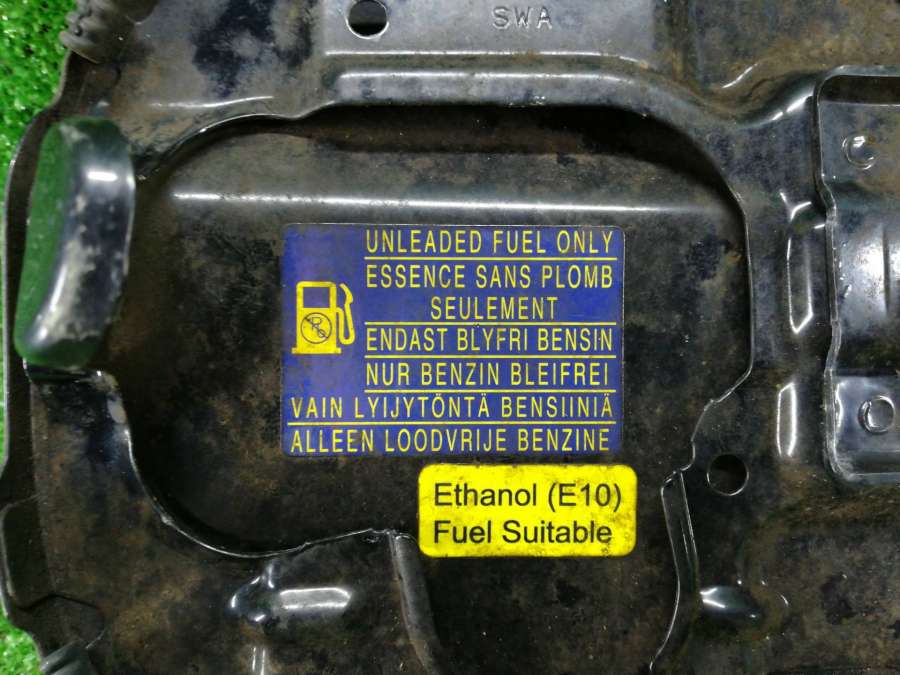 SWA
UNLEADED FUEL ONLY
ESSENCE SANS PLOMB
SEULEMENT
ENDAST BLYFRI BENSIN
NUR BENZIN BLEIFREI
VAIN LYIJYTÖNTÄ BENSIINIÄ
ALLEEN LOODVRIJE BENZINE
Ethanol (E10)
Fuel Suitable